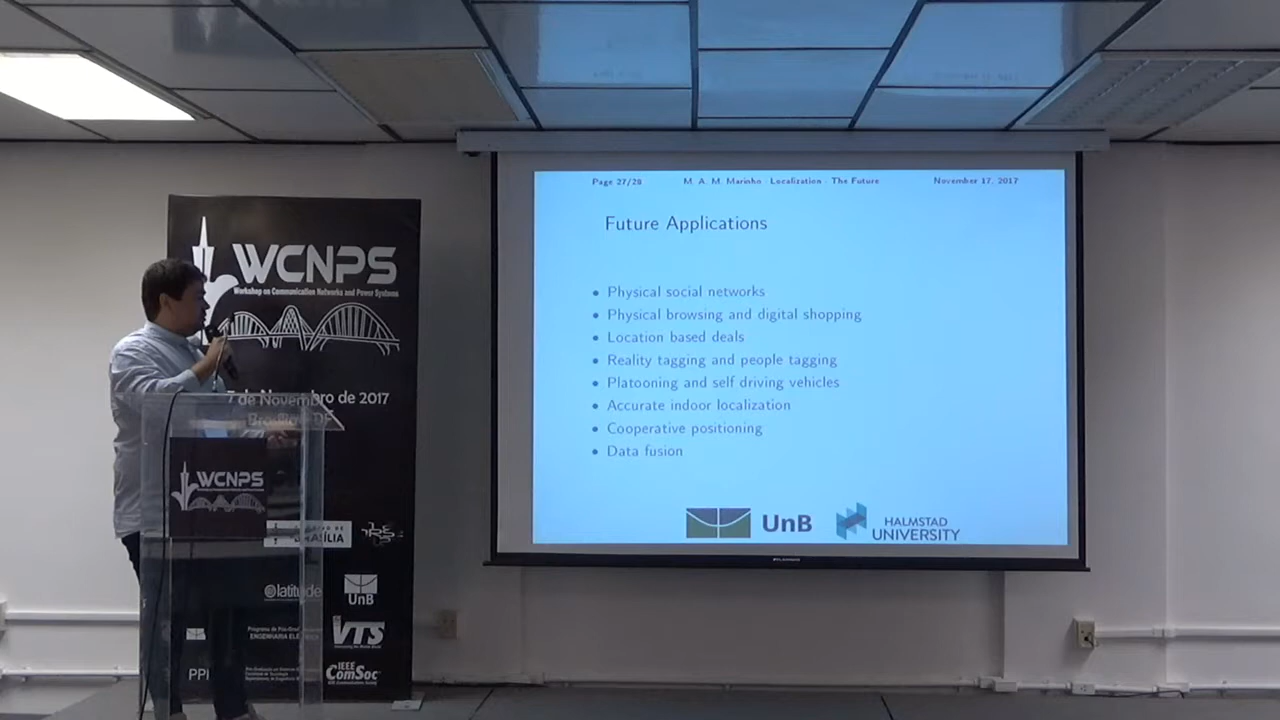 Page 27/28 M. A. M. Marinho Localization The Future November 17, 2017
Future Applications
• Physical social networks
• Physical browsing and digital shopping
• Location based deals
• Reality tagging and people tagging
• Platooning and self driving vehicles
• Accurate indoor localization
• Cooperative positioning
• Data fusion
UnB
HALMSTAD
UNIVERSITY
WCNPS
Workshop on Communication Networks and Power Systems
7 de Novembro de 2017
WCNPS
latitude
UnB
ENGENHARIA
VTS
PPI
IEEE
ComSoc